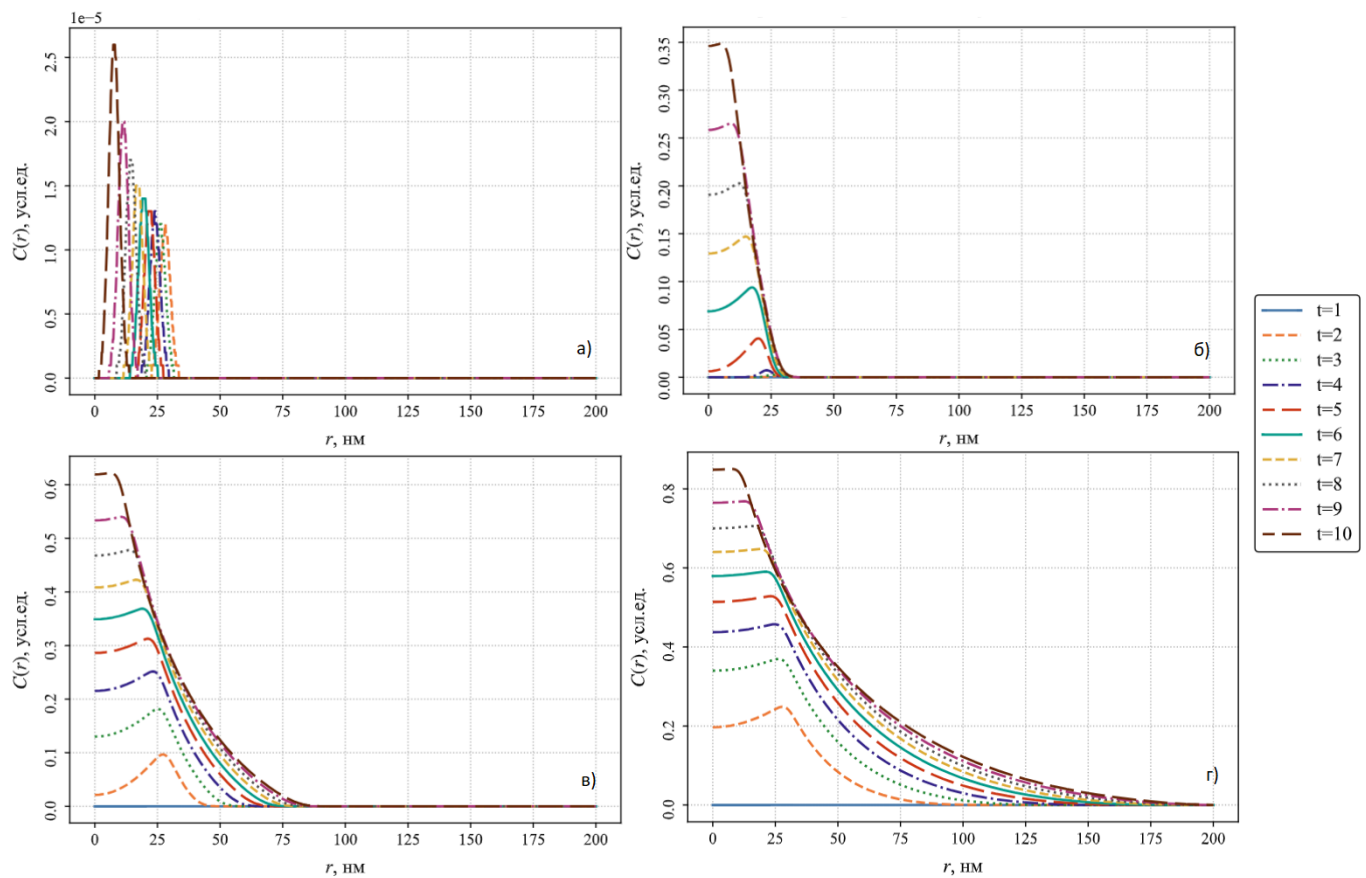 1e−5
2.5
2.0
1.5
1.0
0.5
0.0
C(r), усл.ед.
а)
0 25 50 75 100 125 150 175 200
r, нм
0.35
0.30
0.25
0.20
0.15
0.10
0.05
0.00
C(r), усл.ед.
б)
0 25 50 75 100 125 150 175 200
r, нм
0.6
0.5
0.4
0.3
0.2
0.1
0.0
C(r), усл.ед.
в)
0 25 50 75 100 125 150 175 200
r, нм
0.8
0.6
0.4
0.2
0.0
C(r), усл.ед.
г)
0 25 50 75 100 125 150 175 200
r, нм
t=1
t=2
t=3
t=4
t=5
t=6
t=7
t=8
t=9
t=10